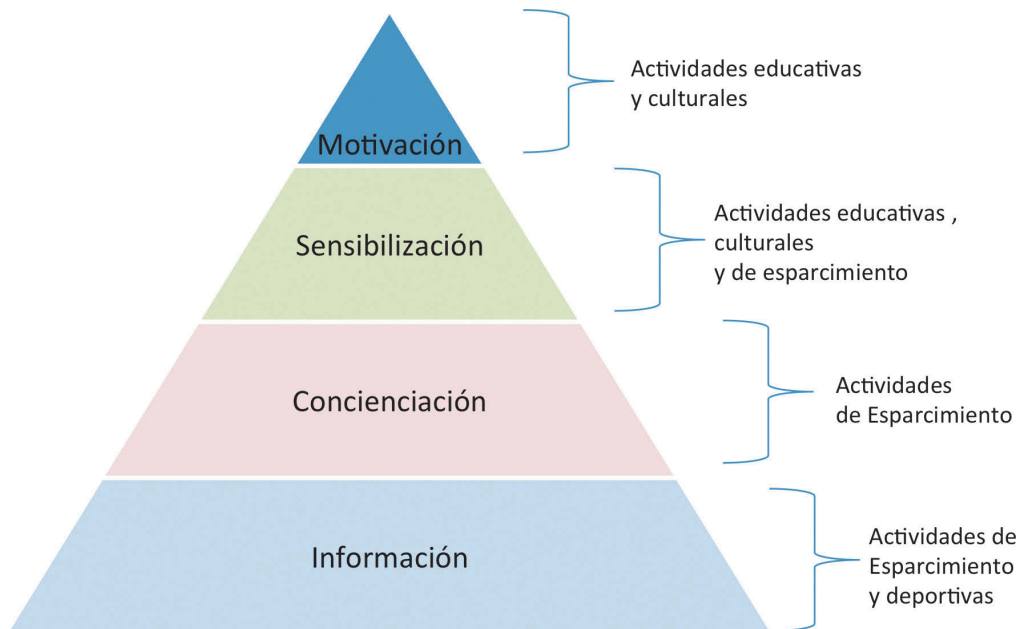 Motivación
Actividades educativas
y culturales
Sensibilización
Actividades educativas ,
culturales
y de esparcimiento
Concienciación
Actividades
de Esparcimiento
Información
Actividades de
Esparcimiento
y deportivas